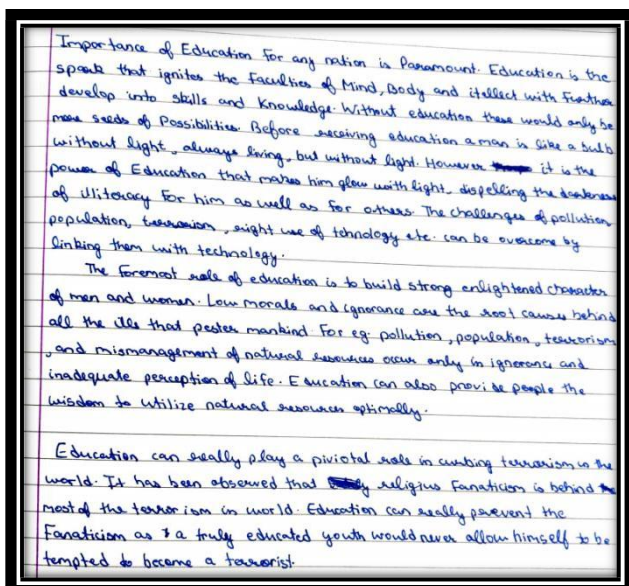 Importance of Education For any nation is Paramount. Education is the
spark that ignites the Faculties of Mind, Body and itellect with Further
develop into skills and Knowledge. Without education there would only be
mere seeds of Possibilities. Before receiving education a man is like a bulb
without light, always living, but without light. However it is the
power of Education that makes him glow with light, dispelling the darkness
of illiteracy For him as well as for others. The challenges of pollution
population, terrorism, right use of tchnology etc. can be overcome by
linking them with technology.
The Foremost role of education is to build strong enlightened character
of men and women. Low morals and ignorance are the root causes behind
all the ills that pester mankind. For eg. pollution, population, terrorism
, and mismanagement of natural resources occur only in ignerance and
inadequate perception of life. Education can also provide people the
wisdom to utilize natural resources optimally.
Education can really play a piviotal role in curbing terrorism in the
world. It has been observed that religius Fanaticism is behind
most of the terrorism in world. Education can really prevent the
Fanaticism as a truly educated youth would never allow himself to be
tempted to become a terrorist.